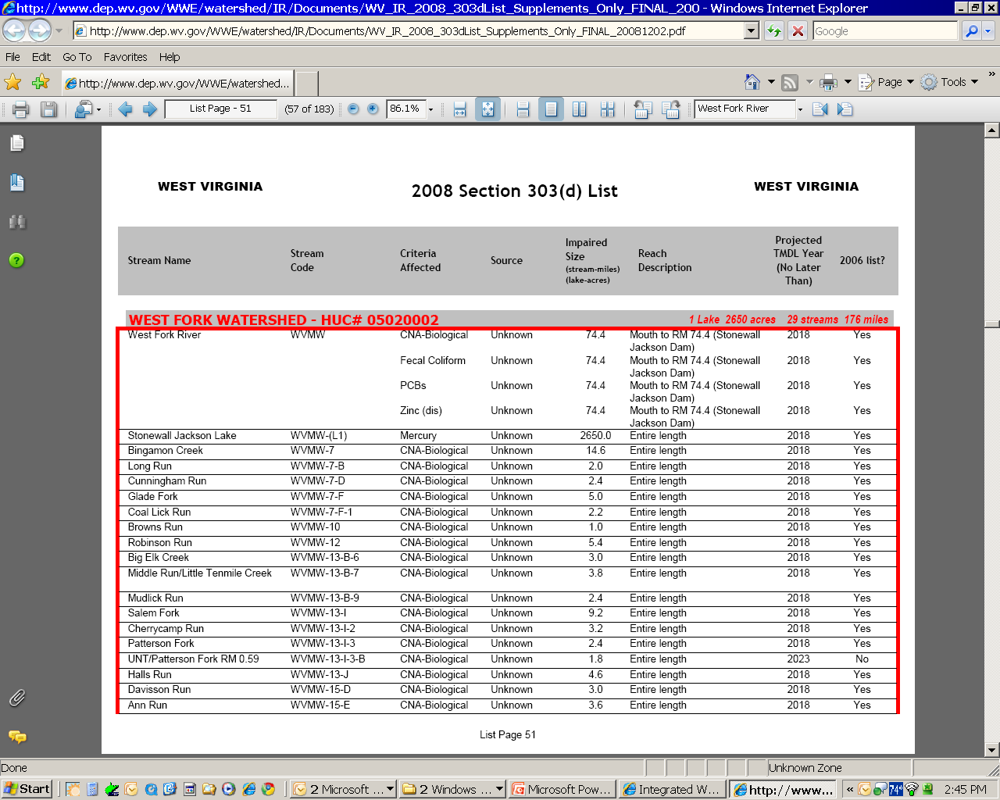 http://www.dep.wv.gov/WWE/watershed/IR/Documents/WV_IR_2008_303dList_Supplements_Only_FINAL_200 - Windows Internet Explorer
http://www.dep.wv.gov/WWE/watershed/IR/Documents/WV_IR_2008_303dList_Supplements_Only_FINAL_20081202.pdf Google
File Edit Go To Favorites Help
http://www.dep.wv.gov/WWE/watershed... Page Tools »
List Page - 51 (57 of 183) 86.1% West Fork River
WEST VIRGINIA 2008 Section 303(d) List WEST VIRGINIA
Stream Name Stream Code Criteria Affected Source Impaired Size (stream-miles) (lake-acres) Reach Description Projected TMDL Year (No Later Than) 2006 list?
WEST FORK WATERSHED - HUC# 05020002 1 Lake 2650 acres 29 streams 176 miles
West Fork River WVMW CNA-Biological Unknown 74.4 Mouth to RM 74.4 (Stonewall 2018 Yes
Jackson Dam)
Fecal Coliform Unknown 74.4 Mouth to RM 74.4 (Stonewall 2018 Yes
Jackson Dam)
PCBs Unknown 74.4 Mouth to RM 74.4 (Stonewall 2018 Yes
Jackson Dam)
Zinc (dis) Unknown 74.4 Mouth to RM 74.4 (Stonewall 2018 Yes
Jackson Dam)
Stonewall Jackson Lake WVMW-(L1) Mercury Unknown 2650.0 Entire length 2018 Yes
Bingamon Creek WVMW-7 CNA-Biological Unknown 14.6 Entire length 2018 Yes
Long Run WVMW-7-B CNA-Biological Unknown 2.0 Entire length 2018 Yes
Cunningham Run WVMW-7-D CNA-Biological Unknown 2.4 Entire length 2018 Yes
Glade Fork WVMW-7-F CNA-Biological Unknown 5.0 Entire length 2018 Yes
Coal Lick Run WVMW-7-F-1 CNA-Biological Unknown 2.2 Entire length 2018 Yes
Browns Run WVMW-10 CNA-Biological Unknown 1.0 Entire length 2018 Yes
Robinson Run WVMW-12 CNA-Biological Unknown 5.4 Entire length 2018 Yes
Big Elk Creek WVMW-13-B-6 CNA-Biological Unknown 3.0 Entire length 2018 Yes
Middle Run/Little Tenmile Creek WVMW-13-B-7 CNA-Biological Unknown 3.8 Entire length 2018 Yes
Mudlick Run WVMW-13-B-9 CNA-Biological Unknown 2.4 Entire length 2018 Yes
Salem Fork WVMW-13-I CNA-Biological Unknown 9.2 Entire length 2018 Yes
Cherrycamp Run WVMW-13-I-2 CNA-Biological Unknown 3.2 Entire length 2018 Yes
Patterson Fork WVMW-13-I-3 CNA-Biological Unknown 2.4 Entire length 2018 Yes
UNT/Patterson Fork RM 0.59 WVMW-13-I-3-B CNA-Biological Unknown 1.8 Entire length 2023 No
Halls Run WVMW-13-J CNA-Biological Unknown 4.6 Entire length 2018 Yes
Davisson Run WVMW-15-D CNA-Biological Unknown 3.0 Entire length 2018 Yes
Ann Run WVMW-15-E CNA-Biological Unknown 3.6 Entire length 2018 Yes
List Page 51
Done Unknown Zone
Start 2 Microsoft ... 2 Windows ... Microsoft Pow... Integrated W... http://www... « 74° 2:45 PM